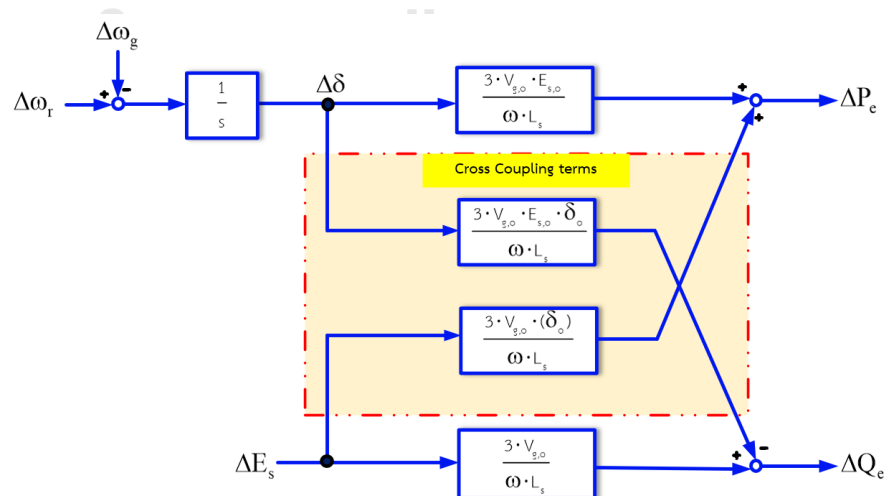 Δω_g
Δω_r
+ -
1
s
Δδ
3·V_g,o·E_s,o
ω·L_s
+
+
ΔP_e
Cross Coupling terms
3·V_g,o·E_s,o·δ_o
ω·L_s
3·V_g,o·(δ_o)
ω·L_s
ΔE_s
3·V_g,o
ω·L_s
+ -
ΔQ_e